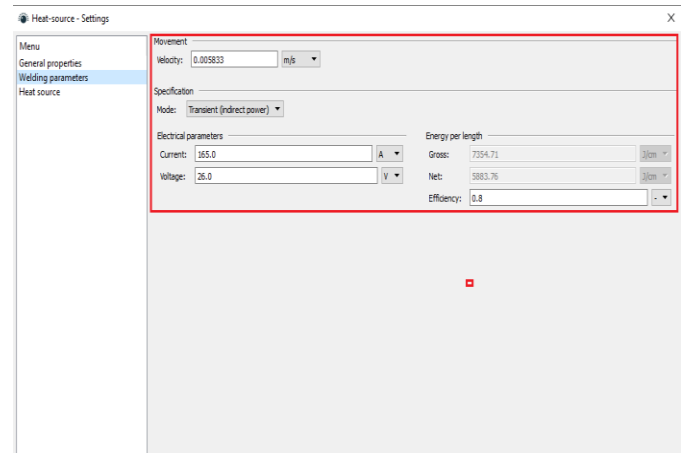 Heat-source - Settings X
Menu
General properties
Welding parameters
Heat source
Movement
Velocity: 0.005833 m/s
Specification
Mode: Transient (indirect power)
Electrical parameters
Current: 165.0 A
Voltage: 26.0 V
Energy per length
Gross: 7354.71 J/cm
Net: 5883.76 J/cm
Efficiency: 0.8 -